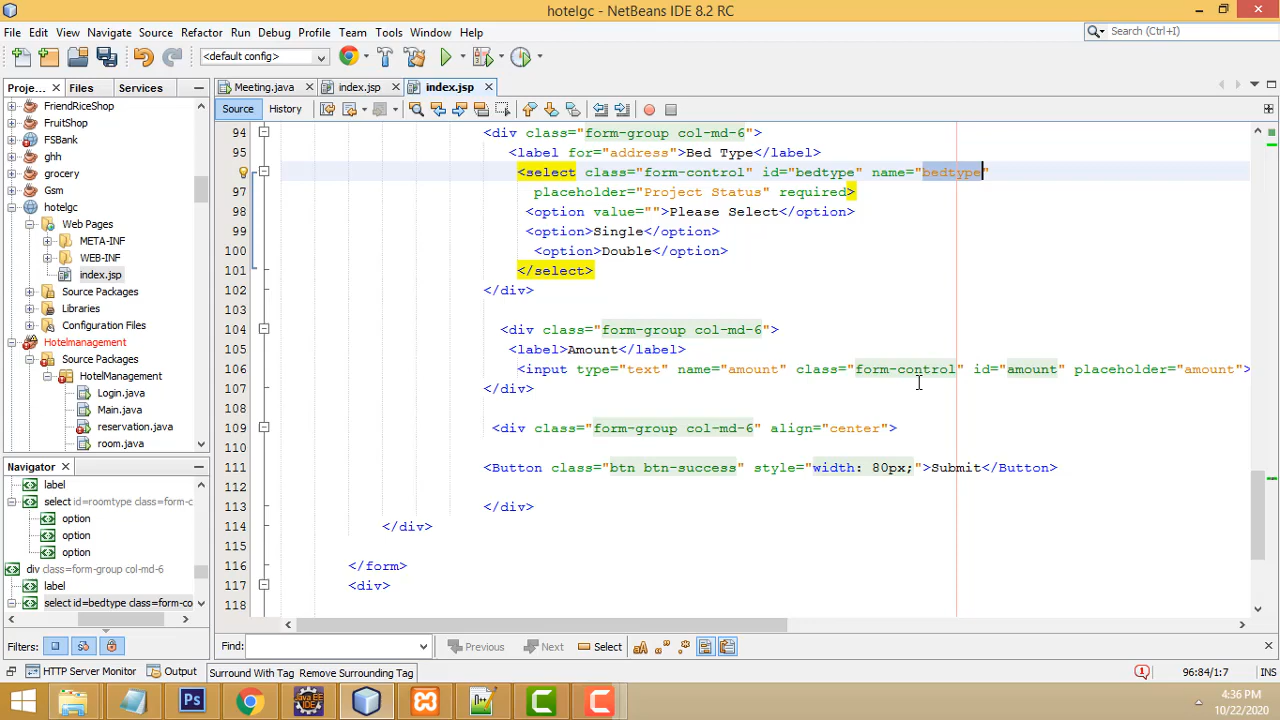 hotelgc - NetBeans IDE 8.2 RC
File Edit View Navigate Source Refactor Run Debug Profile Team Tools Window Help
Search (Ctrl+I)
<default config>
Proje... Files Services
Meeting.java index.jsp index.jsp
Source History
FriendRiceShop
FruitShop
FSBank
ghh
grocery
Gsm
hotelgc
Web Pages
META-INF
WEB-INF
index.jsp
Source Packages
Libraries
Configuration Files
Hotelmanagement
Source Packages
HotelManagement
Login.java
Main.java
reservation.java
room.java
94 <div class="form-group col-md-6">
95 <label for="address">Bed Type</label>
<select class="form-control" id="bedtype" name="bedtype"
97 placeholder="Project Status" required>
98 <option value="">Please Select</option>
99 <option>Single</option>
100 <option>Double</option>
101 </select>
102 </div>
103
104 <div class="form-group col-md-6">
105 <label>Amount</label>
106 <input type="text" name="amount" class="form-control" id="amount" placeholder="amount">
107 </div>
108
109 <div class="form-group col-md-6" align="center">
110
111 <Button class="btn btn-success" style="width: 80px;">Submit</Button>
112
113 </div>
114 </div>
115
116 </form>
117 <div>
118
Navigator
label
select id=roomtype class=form-c
option
option
option
div class=form-group col-md-6
label
select id=bedtype class=form-co
Filters:
Find: Previous Next Select
HTTP Server Monitor Output Surround With Tag Remove Surrounding Tag
1 96:84/1:7 INS
4:36 PM
10/22/2020